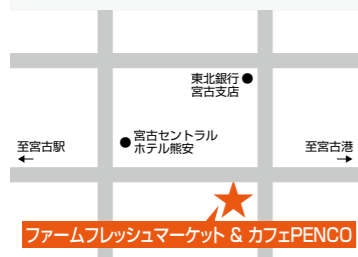 東北銀行
宮古支店
宮古セントラル
ホテル熊安
至宮古駅
←
至宮古港
→
ファームフレッシュマーケット & カフェPENCO